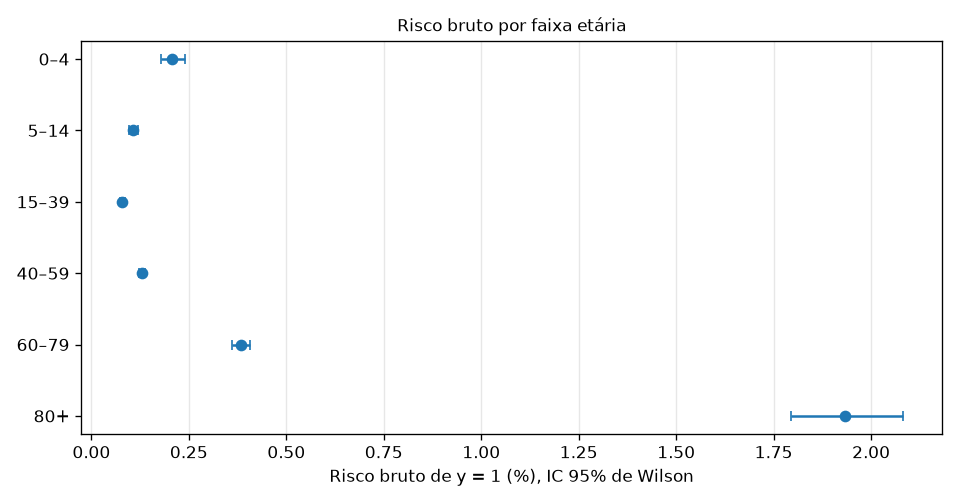 Risco bruto por faixa etária
0–4
5–14
15–39
40–59
60–79
80+
0.00 0.25 0.50 0.75 1.00 1.25 1.50 1.75 2.00
Risco bruto de y = 1 (%), IC 95% de Wilson